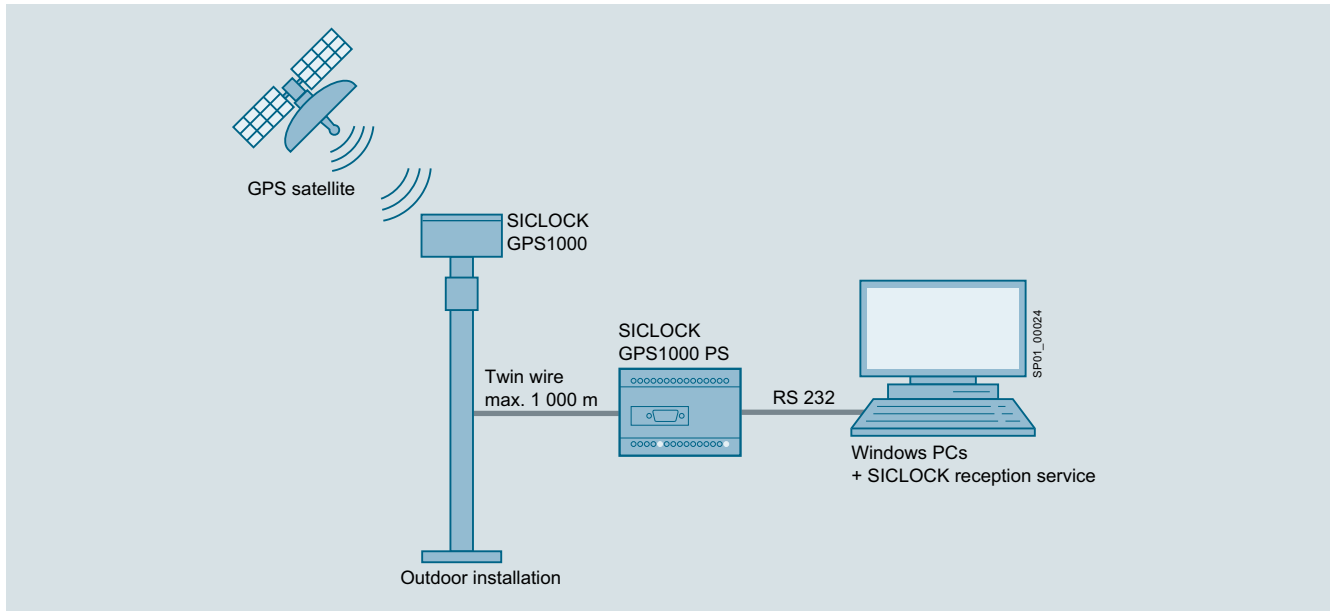 GPS satellite
SICLOCK
GPS1000
SICLOCK
GPS1000 PS
Twin wire
max. 1 000 m
RS 232
SP01_00024
Windows PCs
+ SICLOCK reception service
Outdoor installation